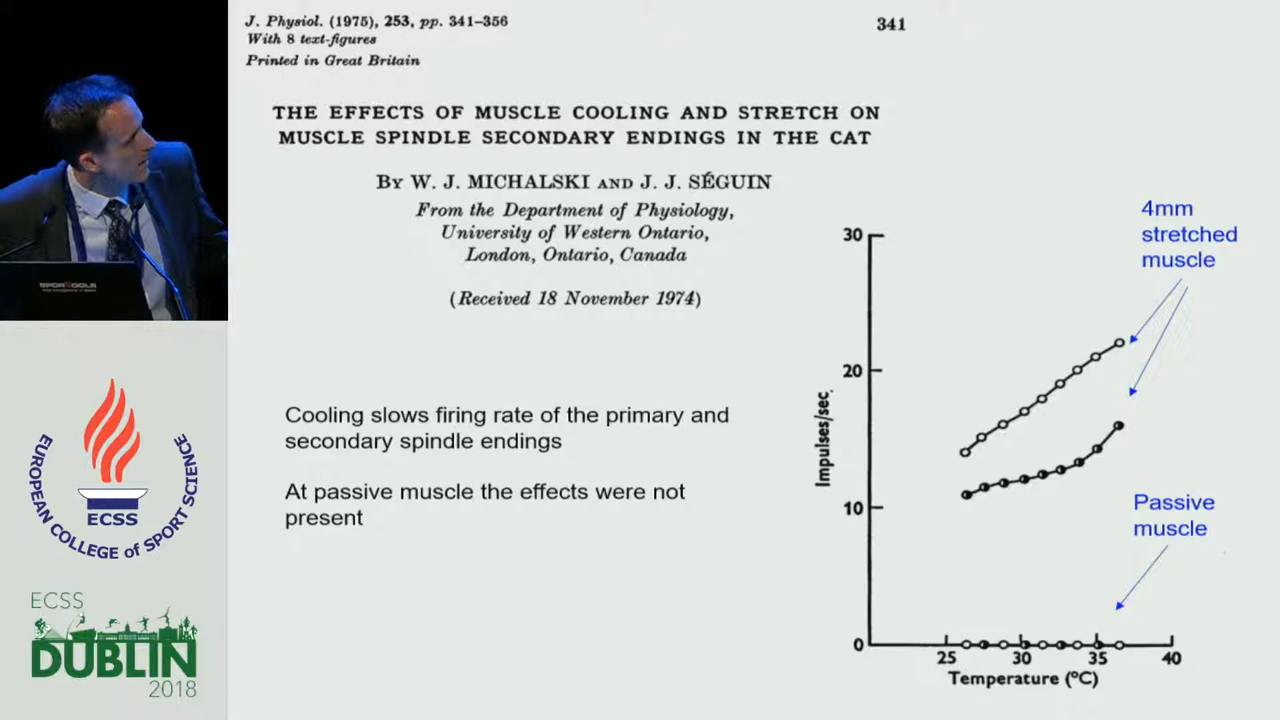 J. Physiol. (1975), 253, pp. 341–356
With 8 text-figures
Printed in Great Britain
341
THE EFFECTS OF MUSCLE COOLING AND STRETCH ON
MUSCLE SPINDLE SECONDARY ENDINGS IN THE CAT
By W. J. MICHALSKI AND J. J. SÉGUIN
From the Department of Physiology,
University of Western Ontario,
London, Ontario, Canada
(Received 18 November 1974)
Cooling slows firing rate of the primary and
secondary spindle endings
At passive muscle the effects were not
present
4mm
stretched
muscle
Passive
muscle
30
20
10
0
Impulses/sec.
25 30 35 40
Temperature (°C)
EUROPEAN COLLEGE of SPORT SCIENCE
ECSS
ECSS
DUBLIN
2018